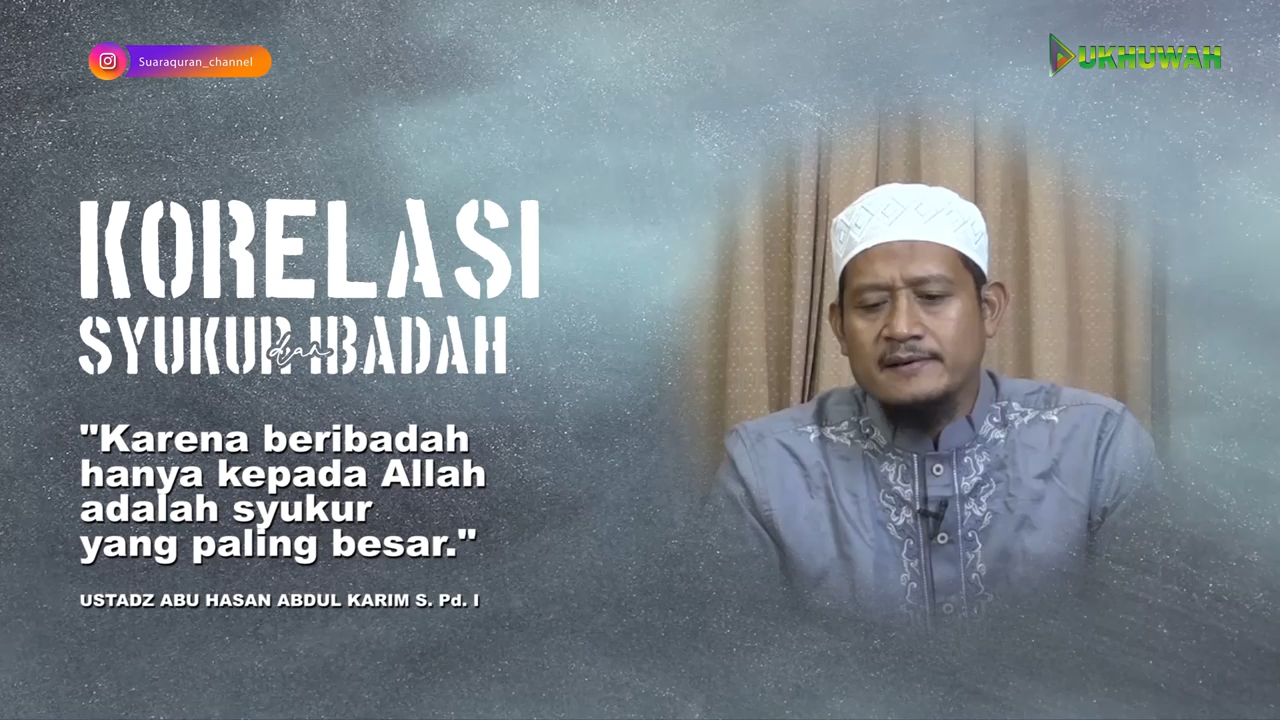 Suaraquran_channel
UKHUWAH
KORELASI
SYUKUR dan IBADAH
"Karena beribadah
hanya kepada Allah
adalah syukur
yang paling besar."
USTADZ ABU HASAN ABDUL KARIM S. Pd. I